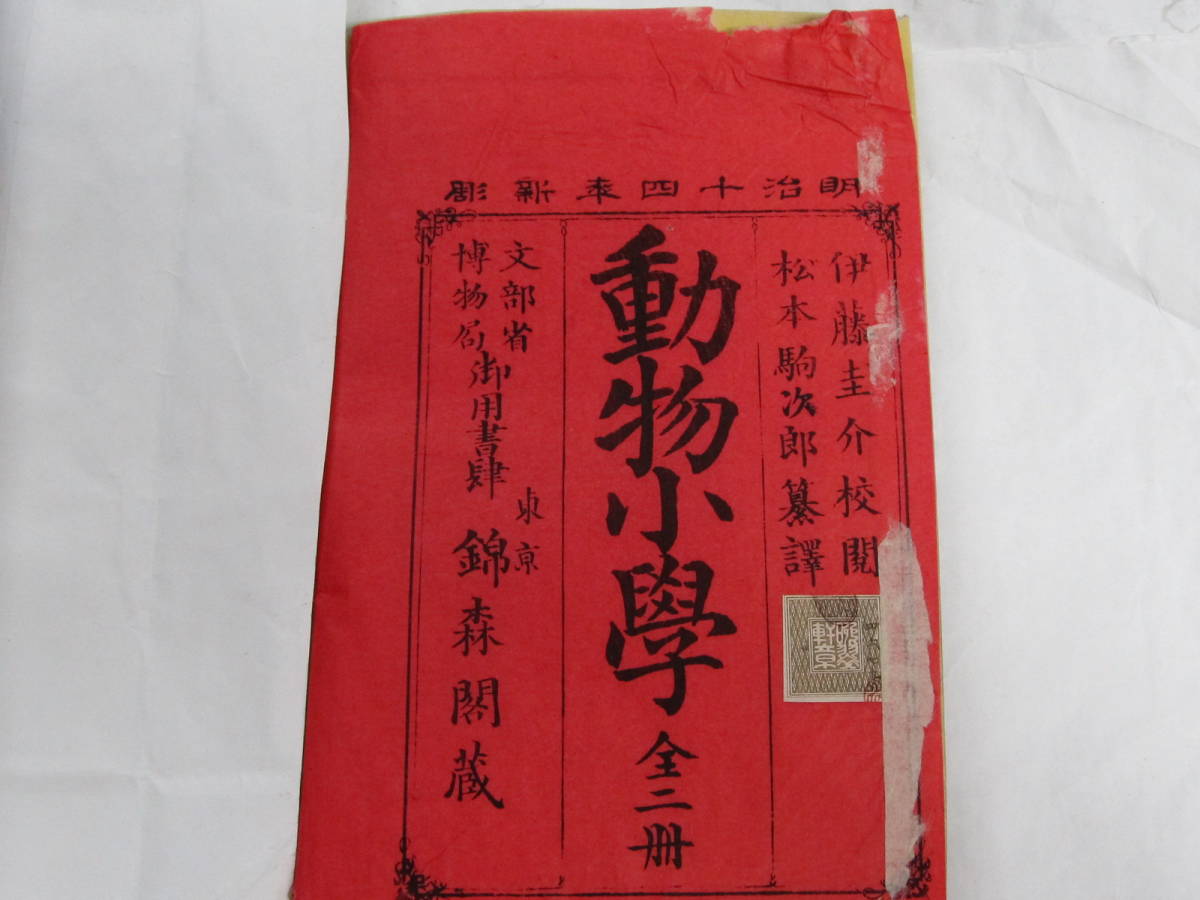 明治十四年新彫
伊藤圭介校閲
松本駒次郎纂譯
動物小學全二冊
文部省
博物局
御用書肆
東京
錦森閣蔵